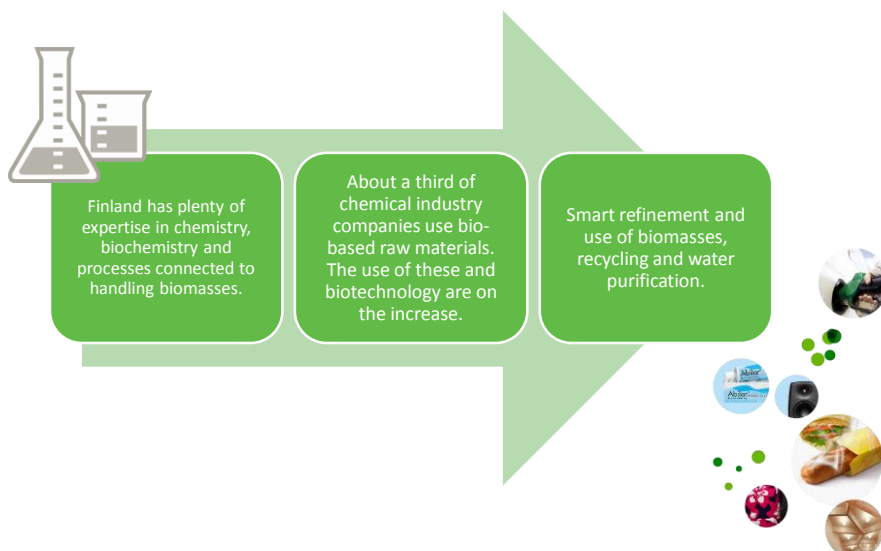 Finland has plenty of
expertise in chemistry,
biochemistry and
processes connected to
handling biomasses.
About a third of
chemical industry
companies use bio-
based raw materials.
The use of these and
biotechnology are on
the increase.
Smart refinement and
use of biomasses,
recycling and water
purification.
Abilar
Abilar